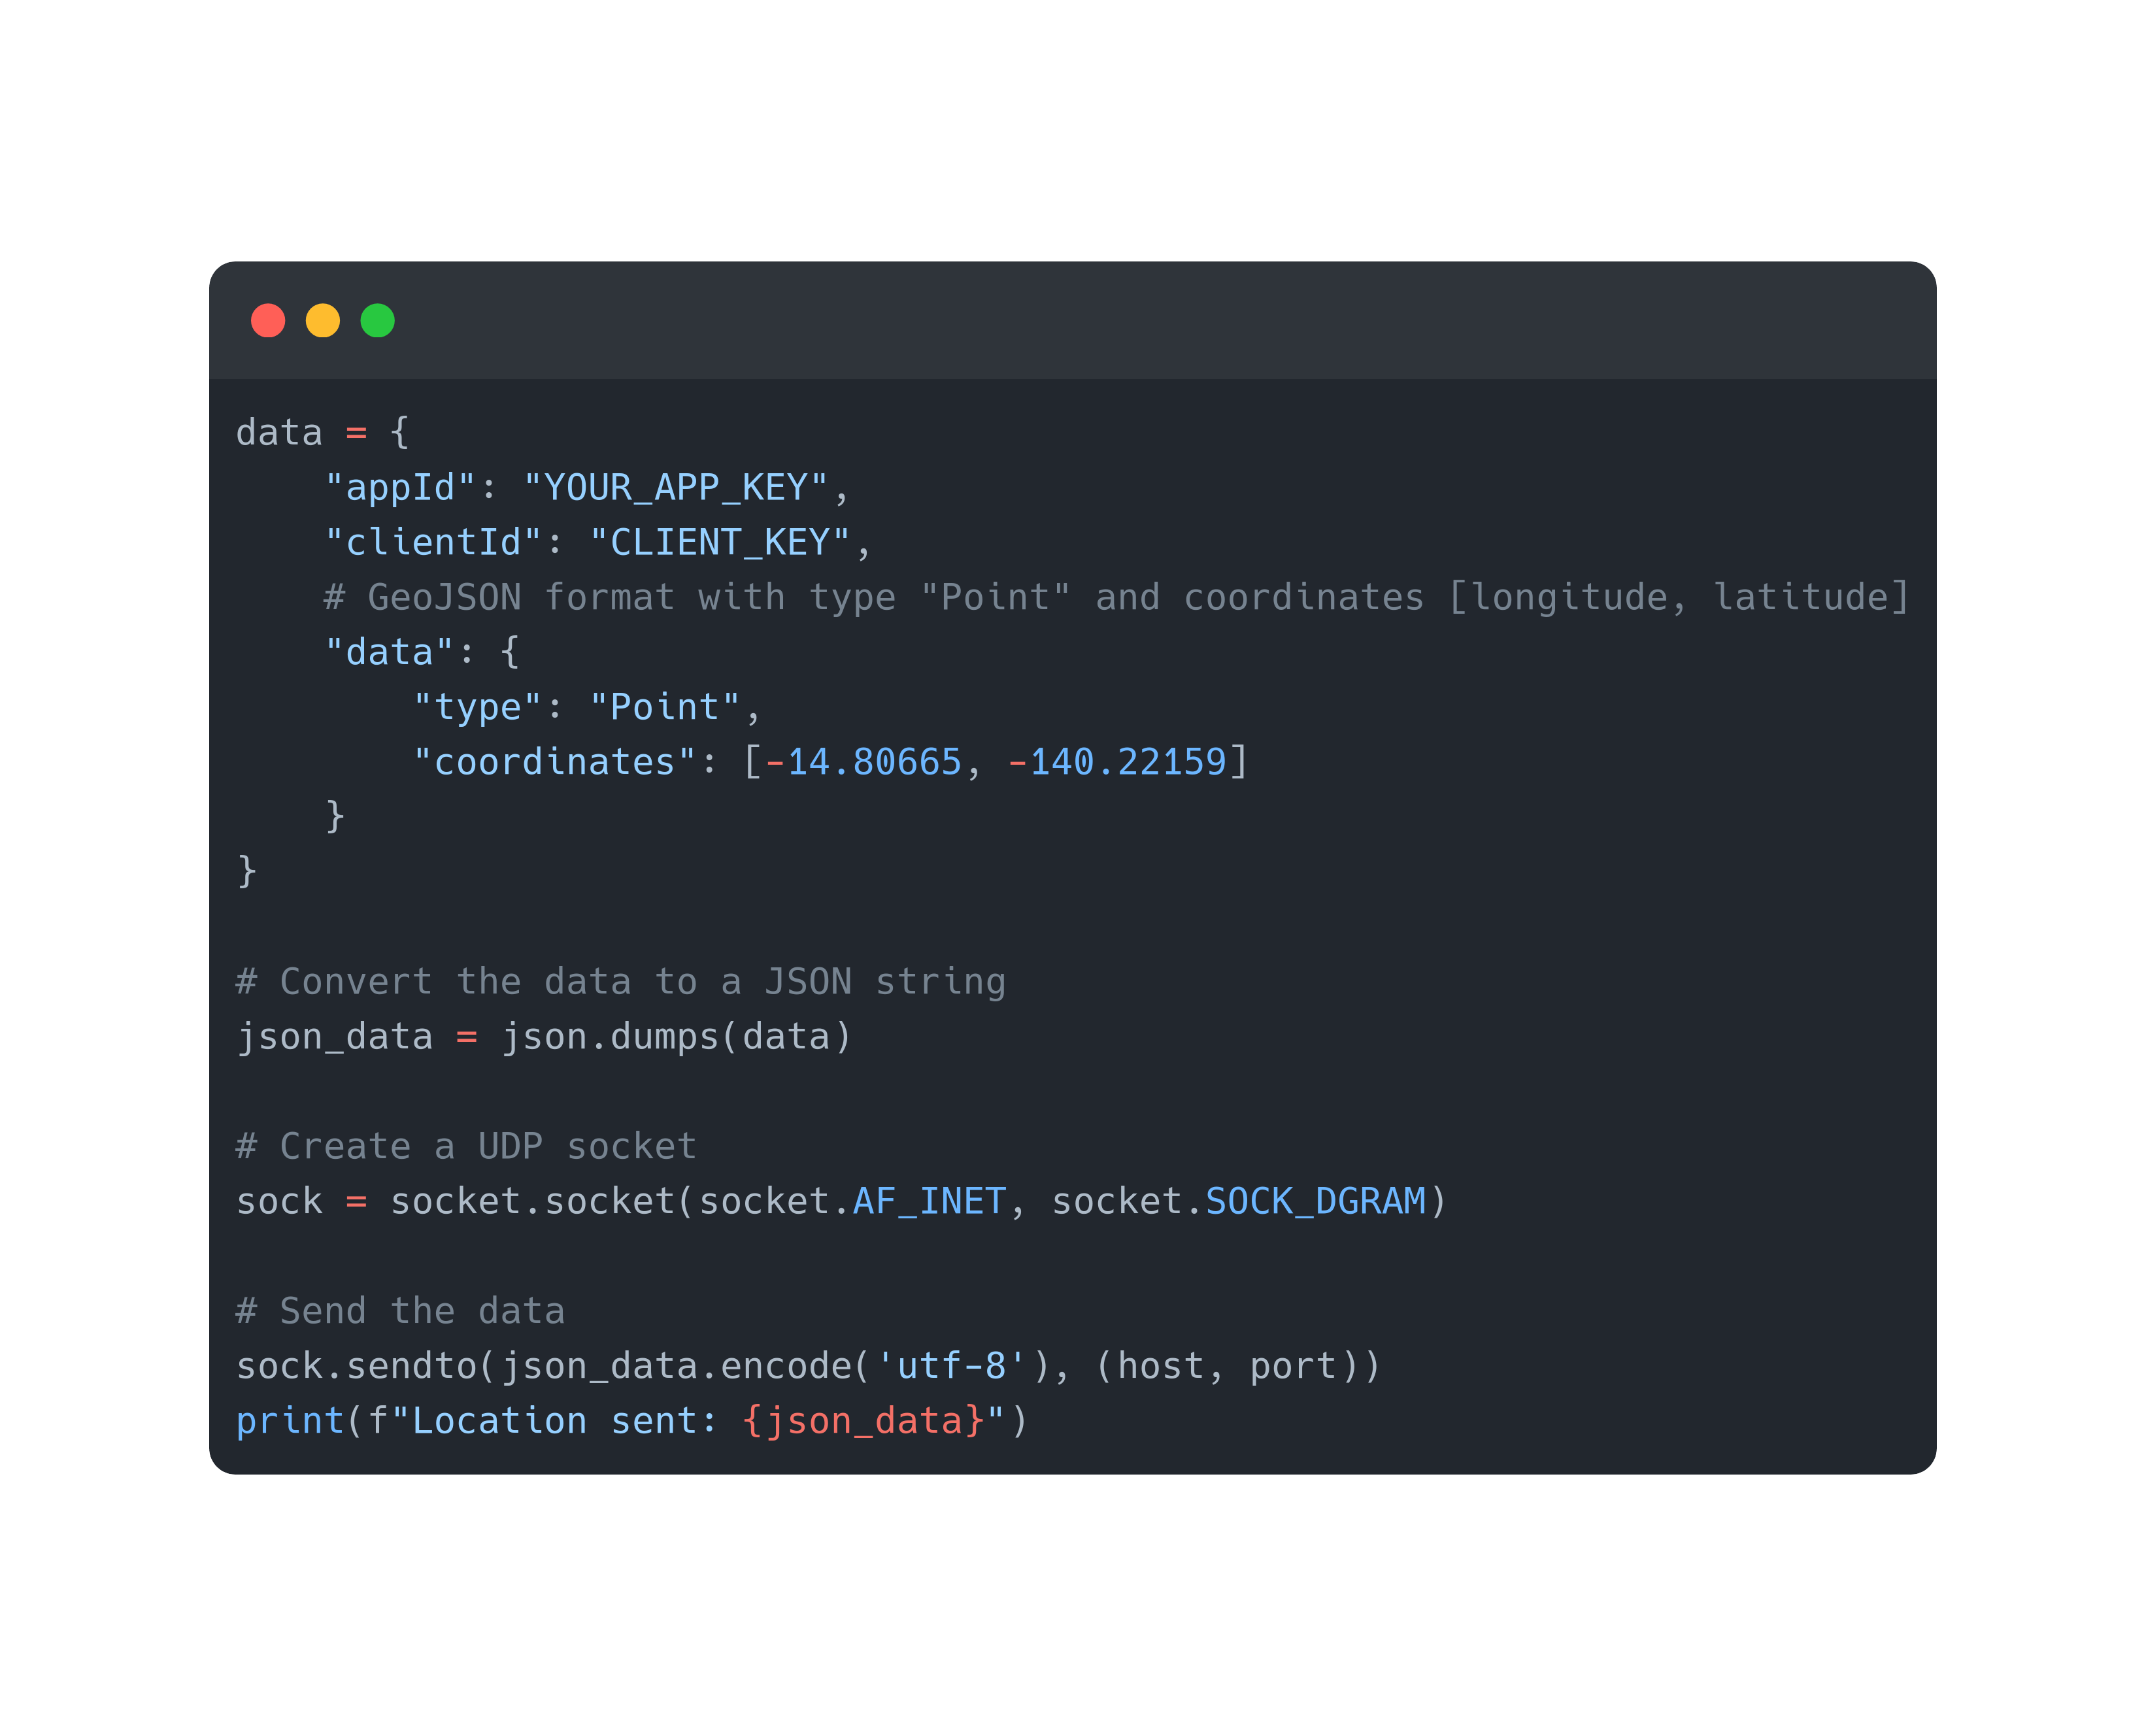 data = {
    "appId": "YOUR_APP_KEY",
    "clientId": "CLIENT_KEY",
    # GeoJSON format with type "Point" and coordinates [longitude, latitude]
    "data": {
        "type": "Point",
        "coordinates": [-14.80665, -140.22159]
    }
}
# Convert the data to a JSON string
json_data = json.dumps(data)
# Create a UDP socket
sock = socket.socket(socket.AF_INET, socket.SOCK_DGRAM)
# Send the data
sock.sendto(json_data.encode('utf-8'), (host, port))
print(f"Location sent: {json_data}")